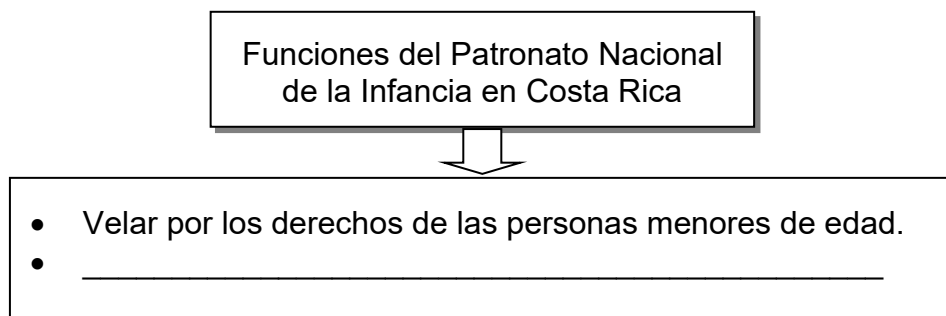 Funciones del Patronato Nacional
de la Infancia en Costa Rica
• Velar por los derechos de las personas menores de edad.
• ______________________________________________